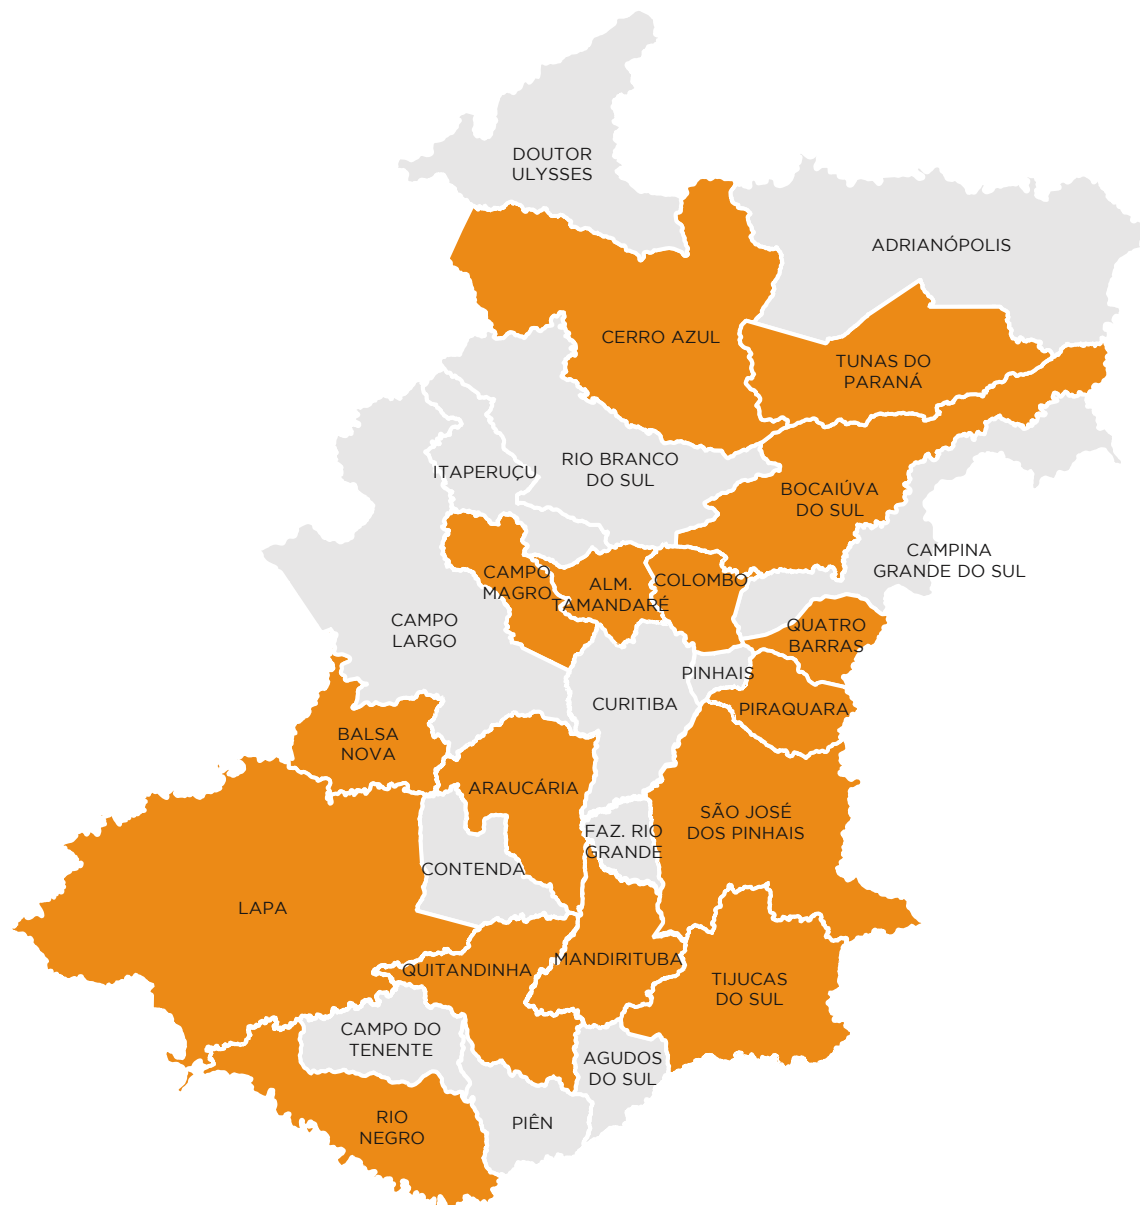 DOUTOR
ULYSSES
ADRIANÓPOLIS
CERRO AZUL
TUNAS DO
PARANÁ
RIO BRANCO
DO SUL
ITAPERUÇU
BOCAIÚVA
DO SUL
CAMPINA
GRANDE DO SUL
CAMPO
MAGRO
ALM.
TAMANDARÉ
COLOMBO
CAMPO
LARGO
QUATRO
BARRAS
PINHAIS
CURITIBA
PIRAQUARA
BALSA
NOVA
ARAUCÁRIA
SÃO JOSÉ
DOS PINHAIS
FAZ. RIO
GRANDE
CONTENDA
LAPA
QUITANDINHA
MANDIRITUBA
TIJUCAS
DO SUL
CAMPO DO
TENENTE
AGUDOS
DO SUL
RIO
NEGRO
PIÊN